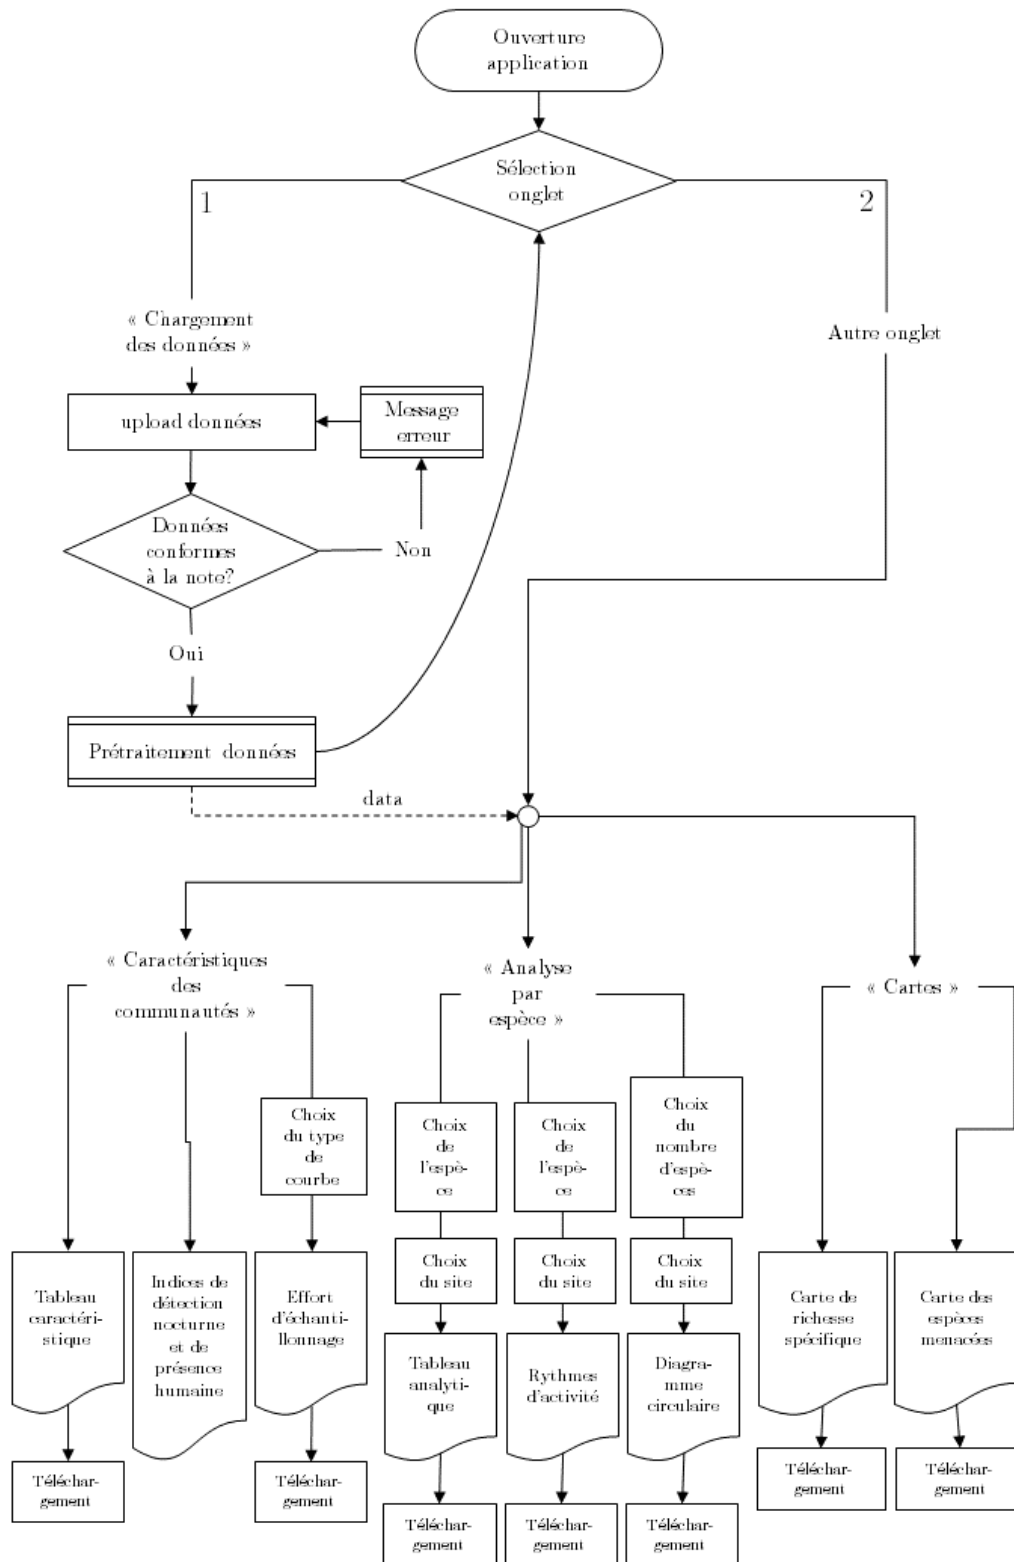 Ouverture
application
Sélection
onglet
1
2
« Chargement
des données »
Autre onglet
upload données
Message
erreur
Données
conformes
à la note?
Non
Oui
Prétraitement données
data
« Caractéristiques
des
communautés »
« Analyse
par
espèce »
« Cartes »
Choix
du type
de
courbe
Choix
de
l'espè-
ce
Choix
de
l'espè-
ce
Choix
du
nombre
d'espè-
ces
Choix
du site
Choix
du site
Choix
du site
Tableau
caractéri-
stique
Indices de
détection
nocturne
et de
présence
humaine
Effort
d'échanti-
llonnage
Tableau
analyti-
que
Rythmes
d'activité
Diagra-
mme
circulaire
Carte de
richesse
spécifique
Carte des
espèces
menacées
Téléchar-
gement
Téléchar-
gement
Téléchar-
gement
Téléchar-
gement
Téléchar-
gement
Téléchar-
gement
Téléchar-
gement